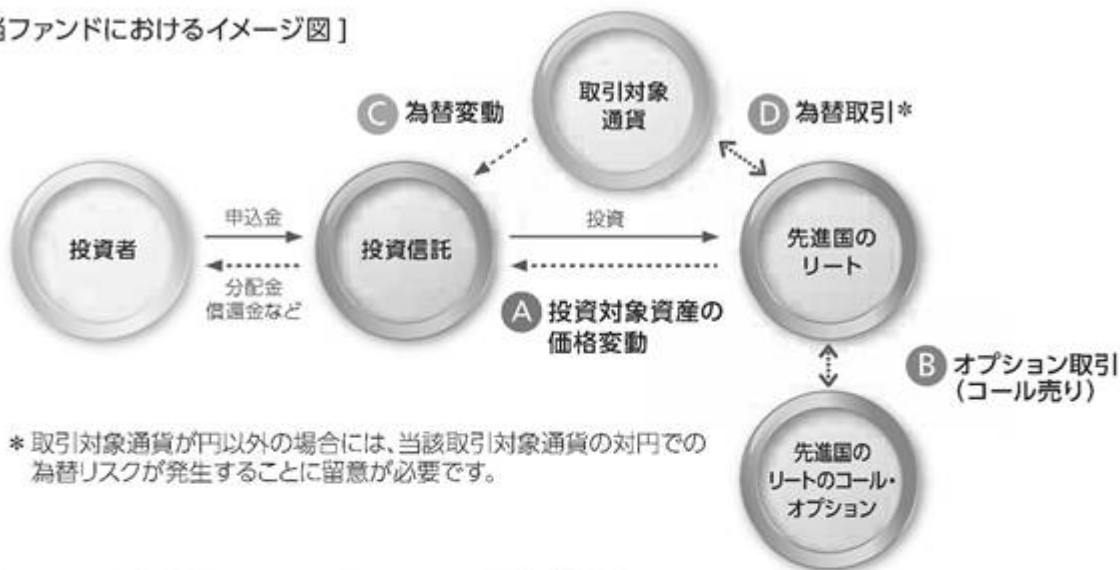 ファンドにおけるイメージ図]
取引対象
通貨
C 為替変動
D 為替取引*
投資者
申込金
分配金
償還金など
投資信託
投資
先進国の
リート
A 投資対象資産の
価格変動
B オプション取引
(コール売り)
先進国の
リートのコール・
オプション
* 取引対象通貨が円以外の場合には、当該取引対象通貨の対円での
為替リスクが発生することに留意が必要です。